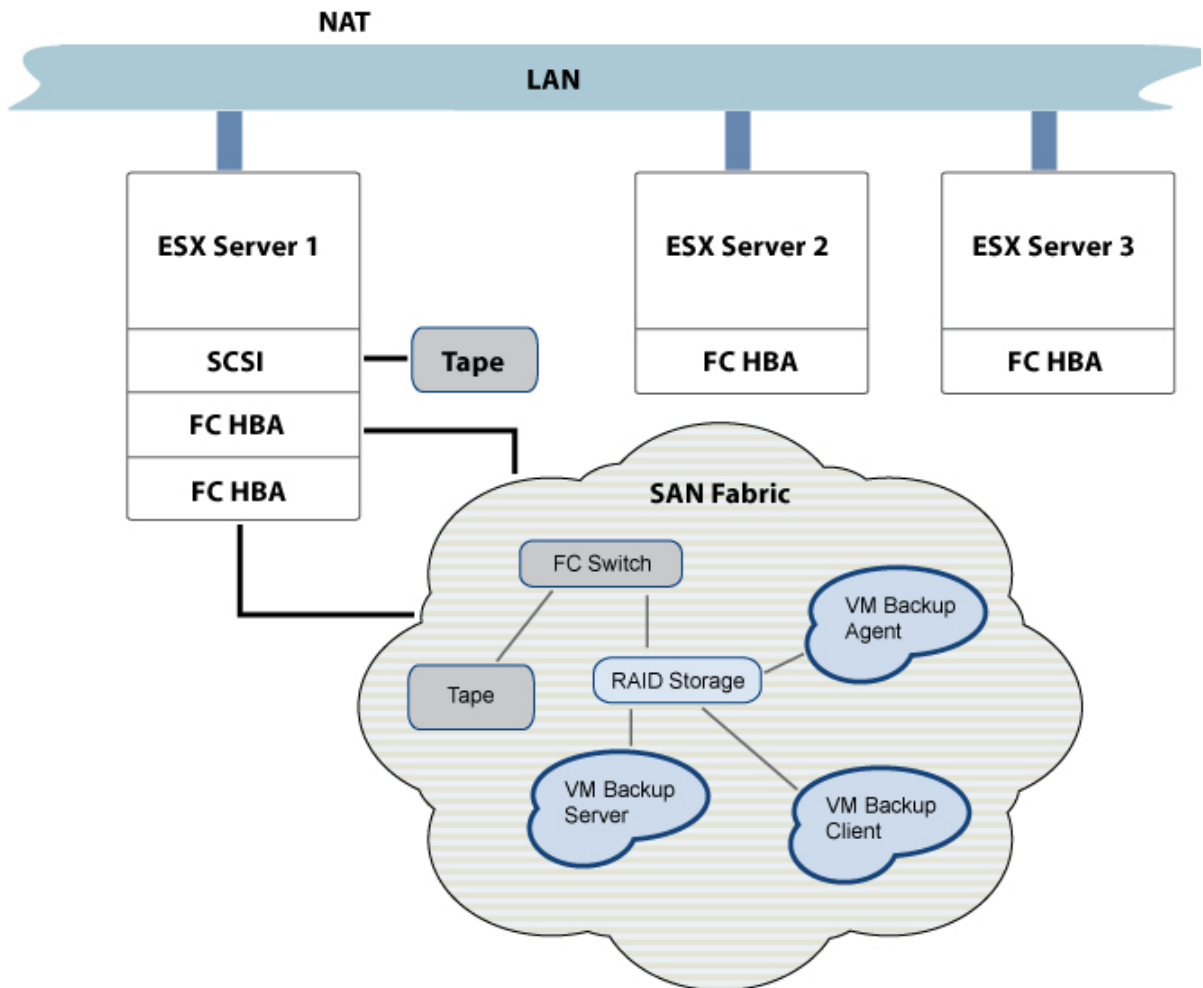 NAT
LAN
ESX Server 1
ESX Server 2
ESX Server 3
SCSI
Tape
FC HBA
FC HBA
FC HBA
FC HBA
SAN Fabric
FC Switch
VM Backup
Agent
RAID Storage
Tape
VM Backup
Server
VM Backup
Client